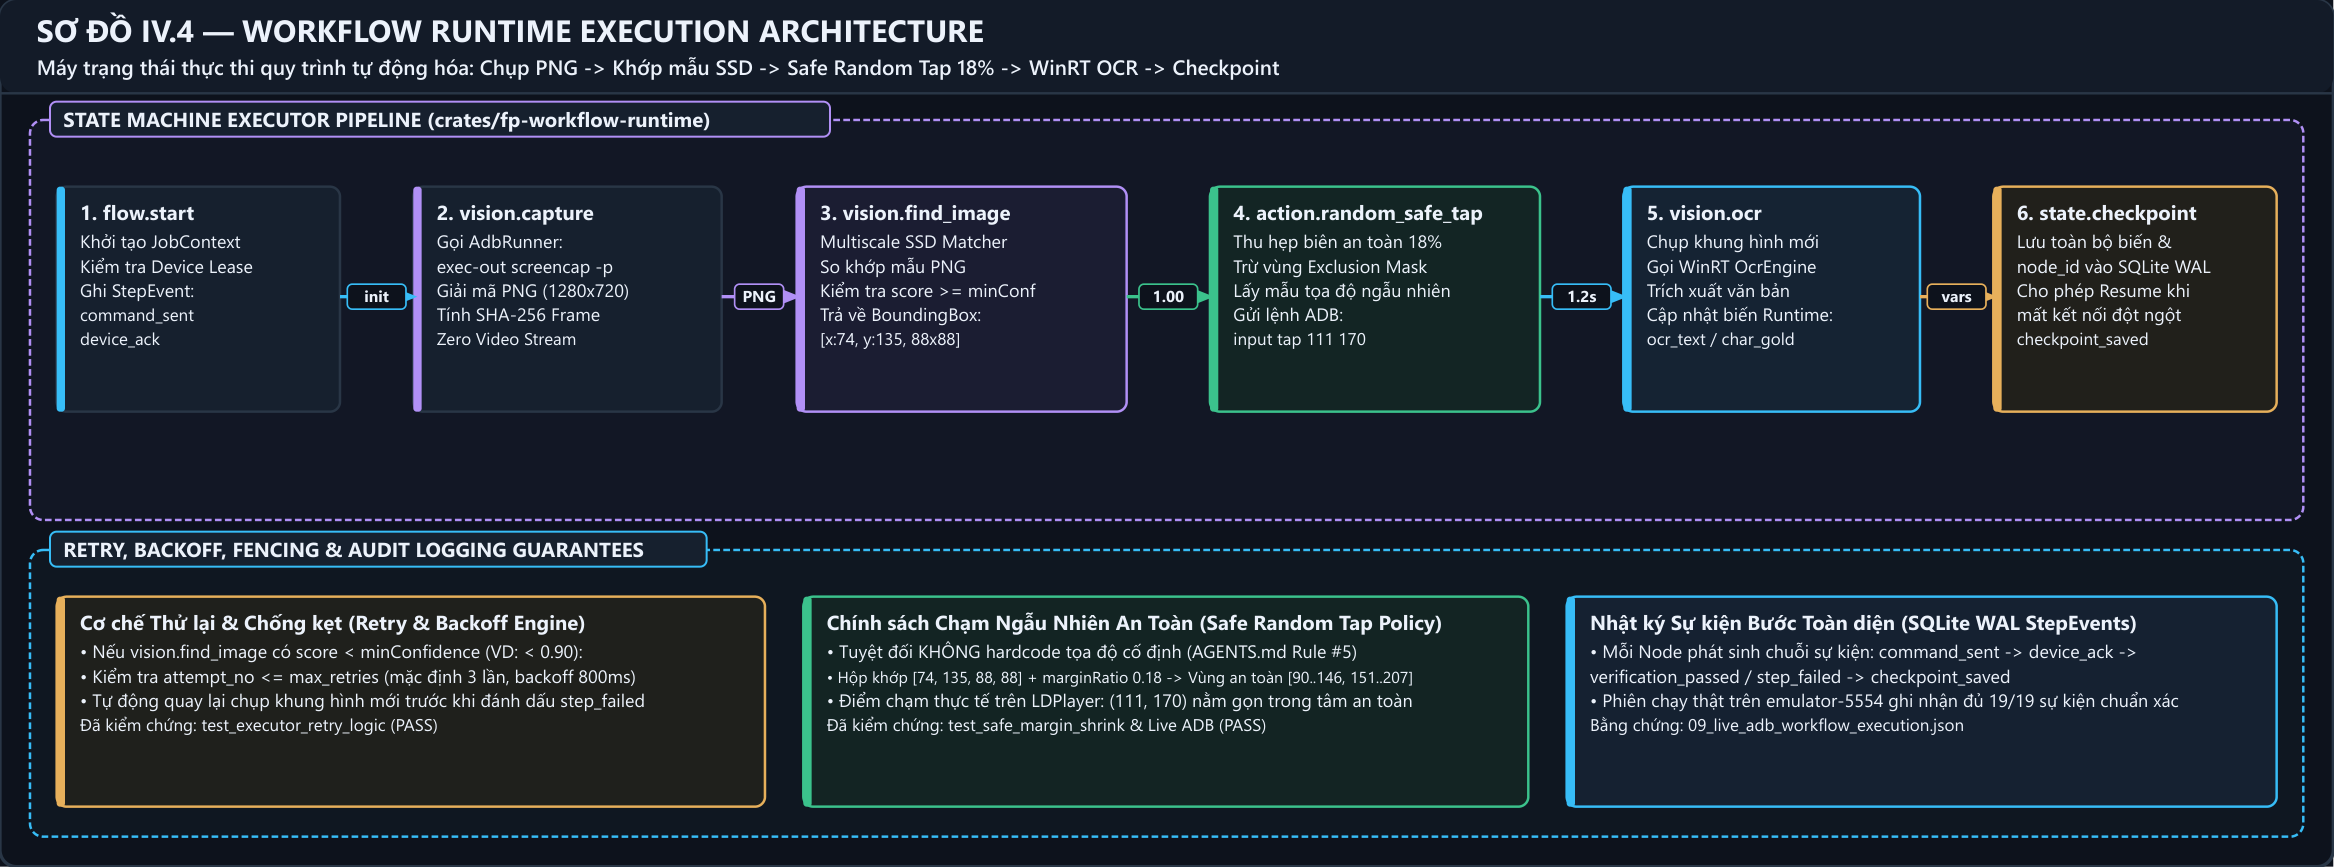 SƠ ĐỒ IV.4 — WORKFLOW RUNTIME EXECUTION ARCHITECTURE
Máy trạng thái thực thi quy trình tự động hóa: Chụp PNG -> Khớp mẫu SSD -> Safe Random Tap 18% -> WinRT OCR -> Checkpoint
STATE MACHINE EXECUTOR PIPELINE (crates/fp-workflow-runtime)
1. flow.start
Khởi tạo JobContext
Kiểm tra Device Lease
Ghi StepEvent:
command_sent
device_ack
init
2. vision.capture
Gọi AdbRunner:
exec-out screencap -p
Giải mã PNG (1280x720)
Tính SHA-256 Frame
Zero Video Stream
PNG
3. vision.find_image
Multiscale SSD Matcher
So khớp mẫu PNG
Kiểm tra score >= minConf
Trả về BoundingBox:
[x:74, y:135, 88x88]
1.00
4. action.random_safe_tap
Thu hẹp biên an toàn 18%
Trừ vùng Exclusion Mask
Lấy mẫu tọa độ ngẫu nhiên
Gửi lệnh ADB:
input tap 111 170
1.2s
5. vision.ocr
Chụp khung hình mới
Gọi WinRT OcrEngine
Trích xuất văn bản
Cập nhật biến Runtime:
ocr_text / char_gold
vars
6. state.checkpoint
Lưu toàn bộ biến &
node_id vào SQLite WAL
Cho phép Resume khi
mất kết nối đột ngột
checkpoint_saved
RETRY, BACKOFF, FENCING & AUDIT LOGGING GUARANTEES
Cơ chế Thử lại & Chống kẹt (Retry & Backoff Engine)
• Nếu vision.find_image có score < minConfidence (VD: < 0.90):
• Kiểm tra attempt_no <= max_retries (mặc định 3 lần, backoff 800ms)
• Tự động quay lại chụp khung hình mới trước khi đánh dấu step_failed
Đã kiểm chứng: test_executor_retry_logic (PASS)
Chính sách Chạm Ngẫu Nhiên An Toàn (Safe Random Tap Policy)
• Tuyệt đối KHÔNG hardcode tọa độ cố định (AGENTS.md Rule #5)
• Hộp khớp [74, 135, 88, 88] + marginRatio 0.18 -> Vùng an toàn [90..146, 151..207]
• Điểm chạm thực tế trên LDPlayer: (111, 170) nằm gọn trong tâm an toàn
Đã kiểm chứng: test_safe_margin_shrink & Live ADB (PASS)
Nhật ký Sự kiện Bước Toàn diện (SQLite WAL StepEvents)
• Mỗi Node phát sinh chuỗi sự kiện: command_sent -> device_ack ->
verification_passed / step_failed -> checkpoint_saved
• Phiên chạy thật trên emulator-5554 ghi nhận đủ 19/19 sự kiện chuẩn xác
Bằng chứng: 09_live_adb_workflow_execution.json